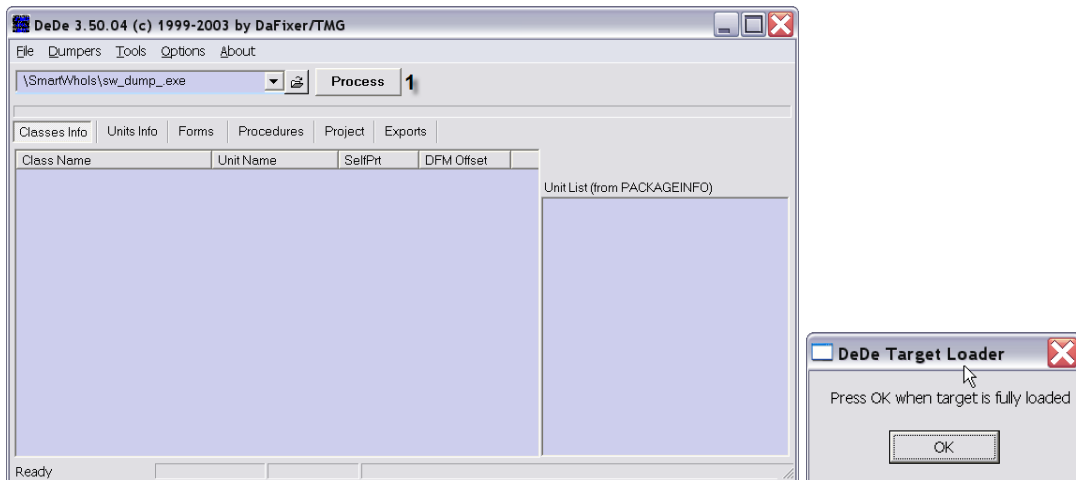 DeDe 3.50.04 (c) 1999-2003 by DaFixer/TMG
File Dumpers Tools Options About
\SmartWhoIs\sw_dump_.exe Process 1
Classes Info Units Info Forms Procedures Project Exports
Class Name Unit Name SelfPrt DFM Offset
Unit List (from PACKAGEINFO)
Ready
DeDe Target Loader
Press OK when target is fully loaded
OK